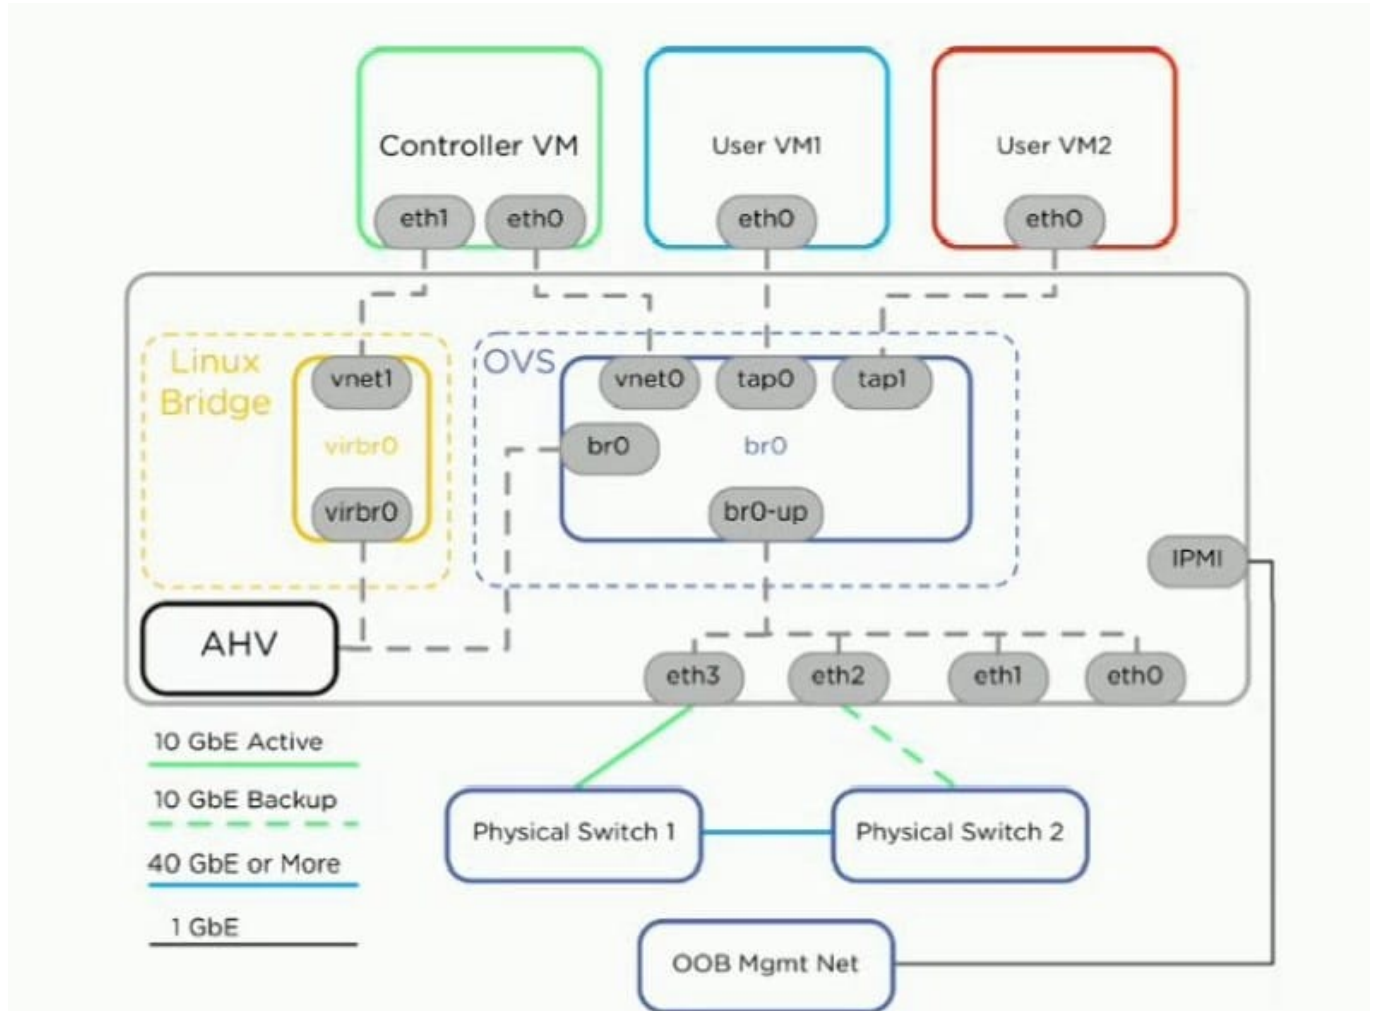 Controller VM
User VM1
User VM2
eth1
eth0
eth0
eth0
Linux
Bridge
OVS
vnet1
vnet0
tap0
tap1
virbr0
br0
br0
virbr0
br0-up
IPMI
AHV
eth3
eth2
eth1
eth0
10 GbE Active
10 GbE Backup
40 GbE or More
1 GbE
Physical Switch 1
Physical Switch 2
OOB Mgmt Net